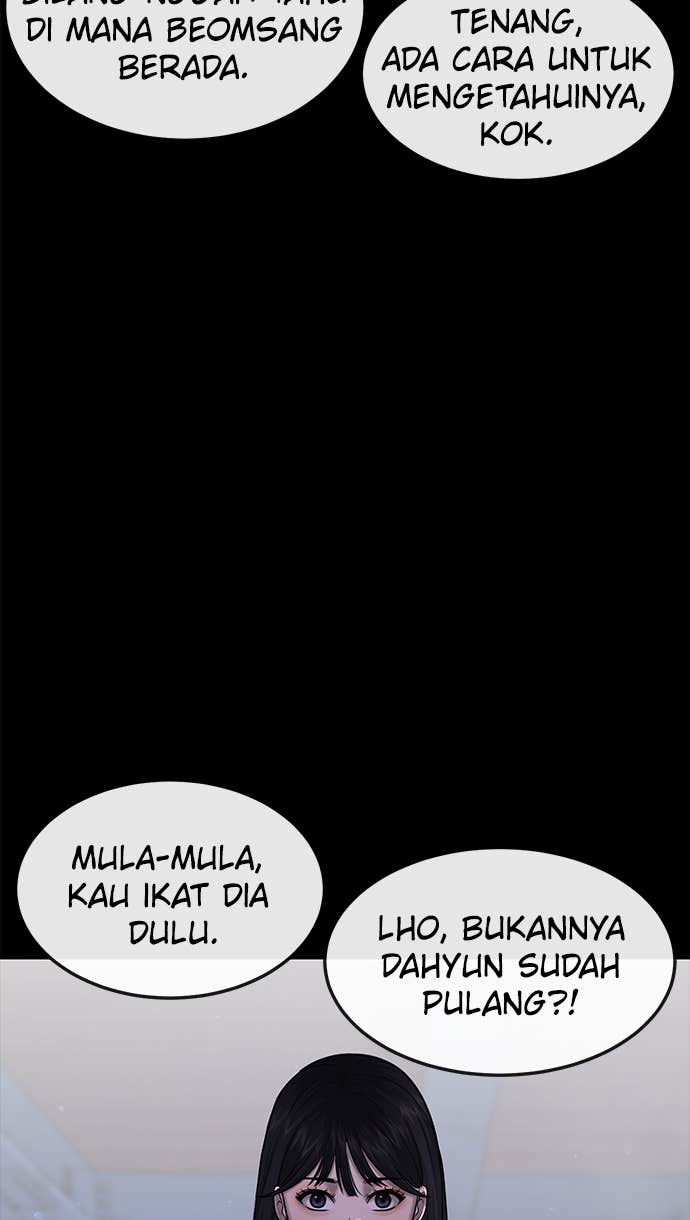 DI MANA BEOMSANG
BERADA.
TENANG,
ADA CARA UNTUK
MENGETAHUINYA,
KOK.
MULA-MULA,
KAU IKAT DIA
DULU.
LHO, BUKANNYA
DAHYUN SUDAH
PULANG?!